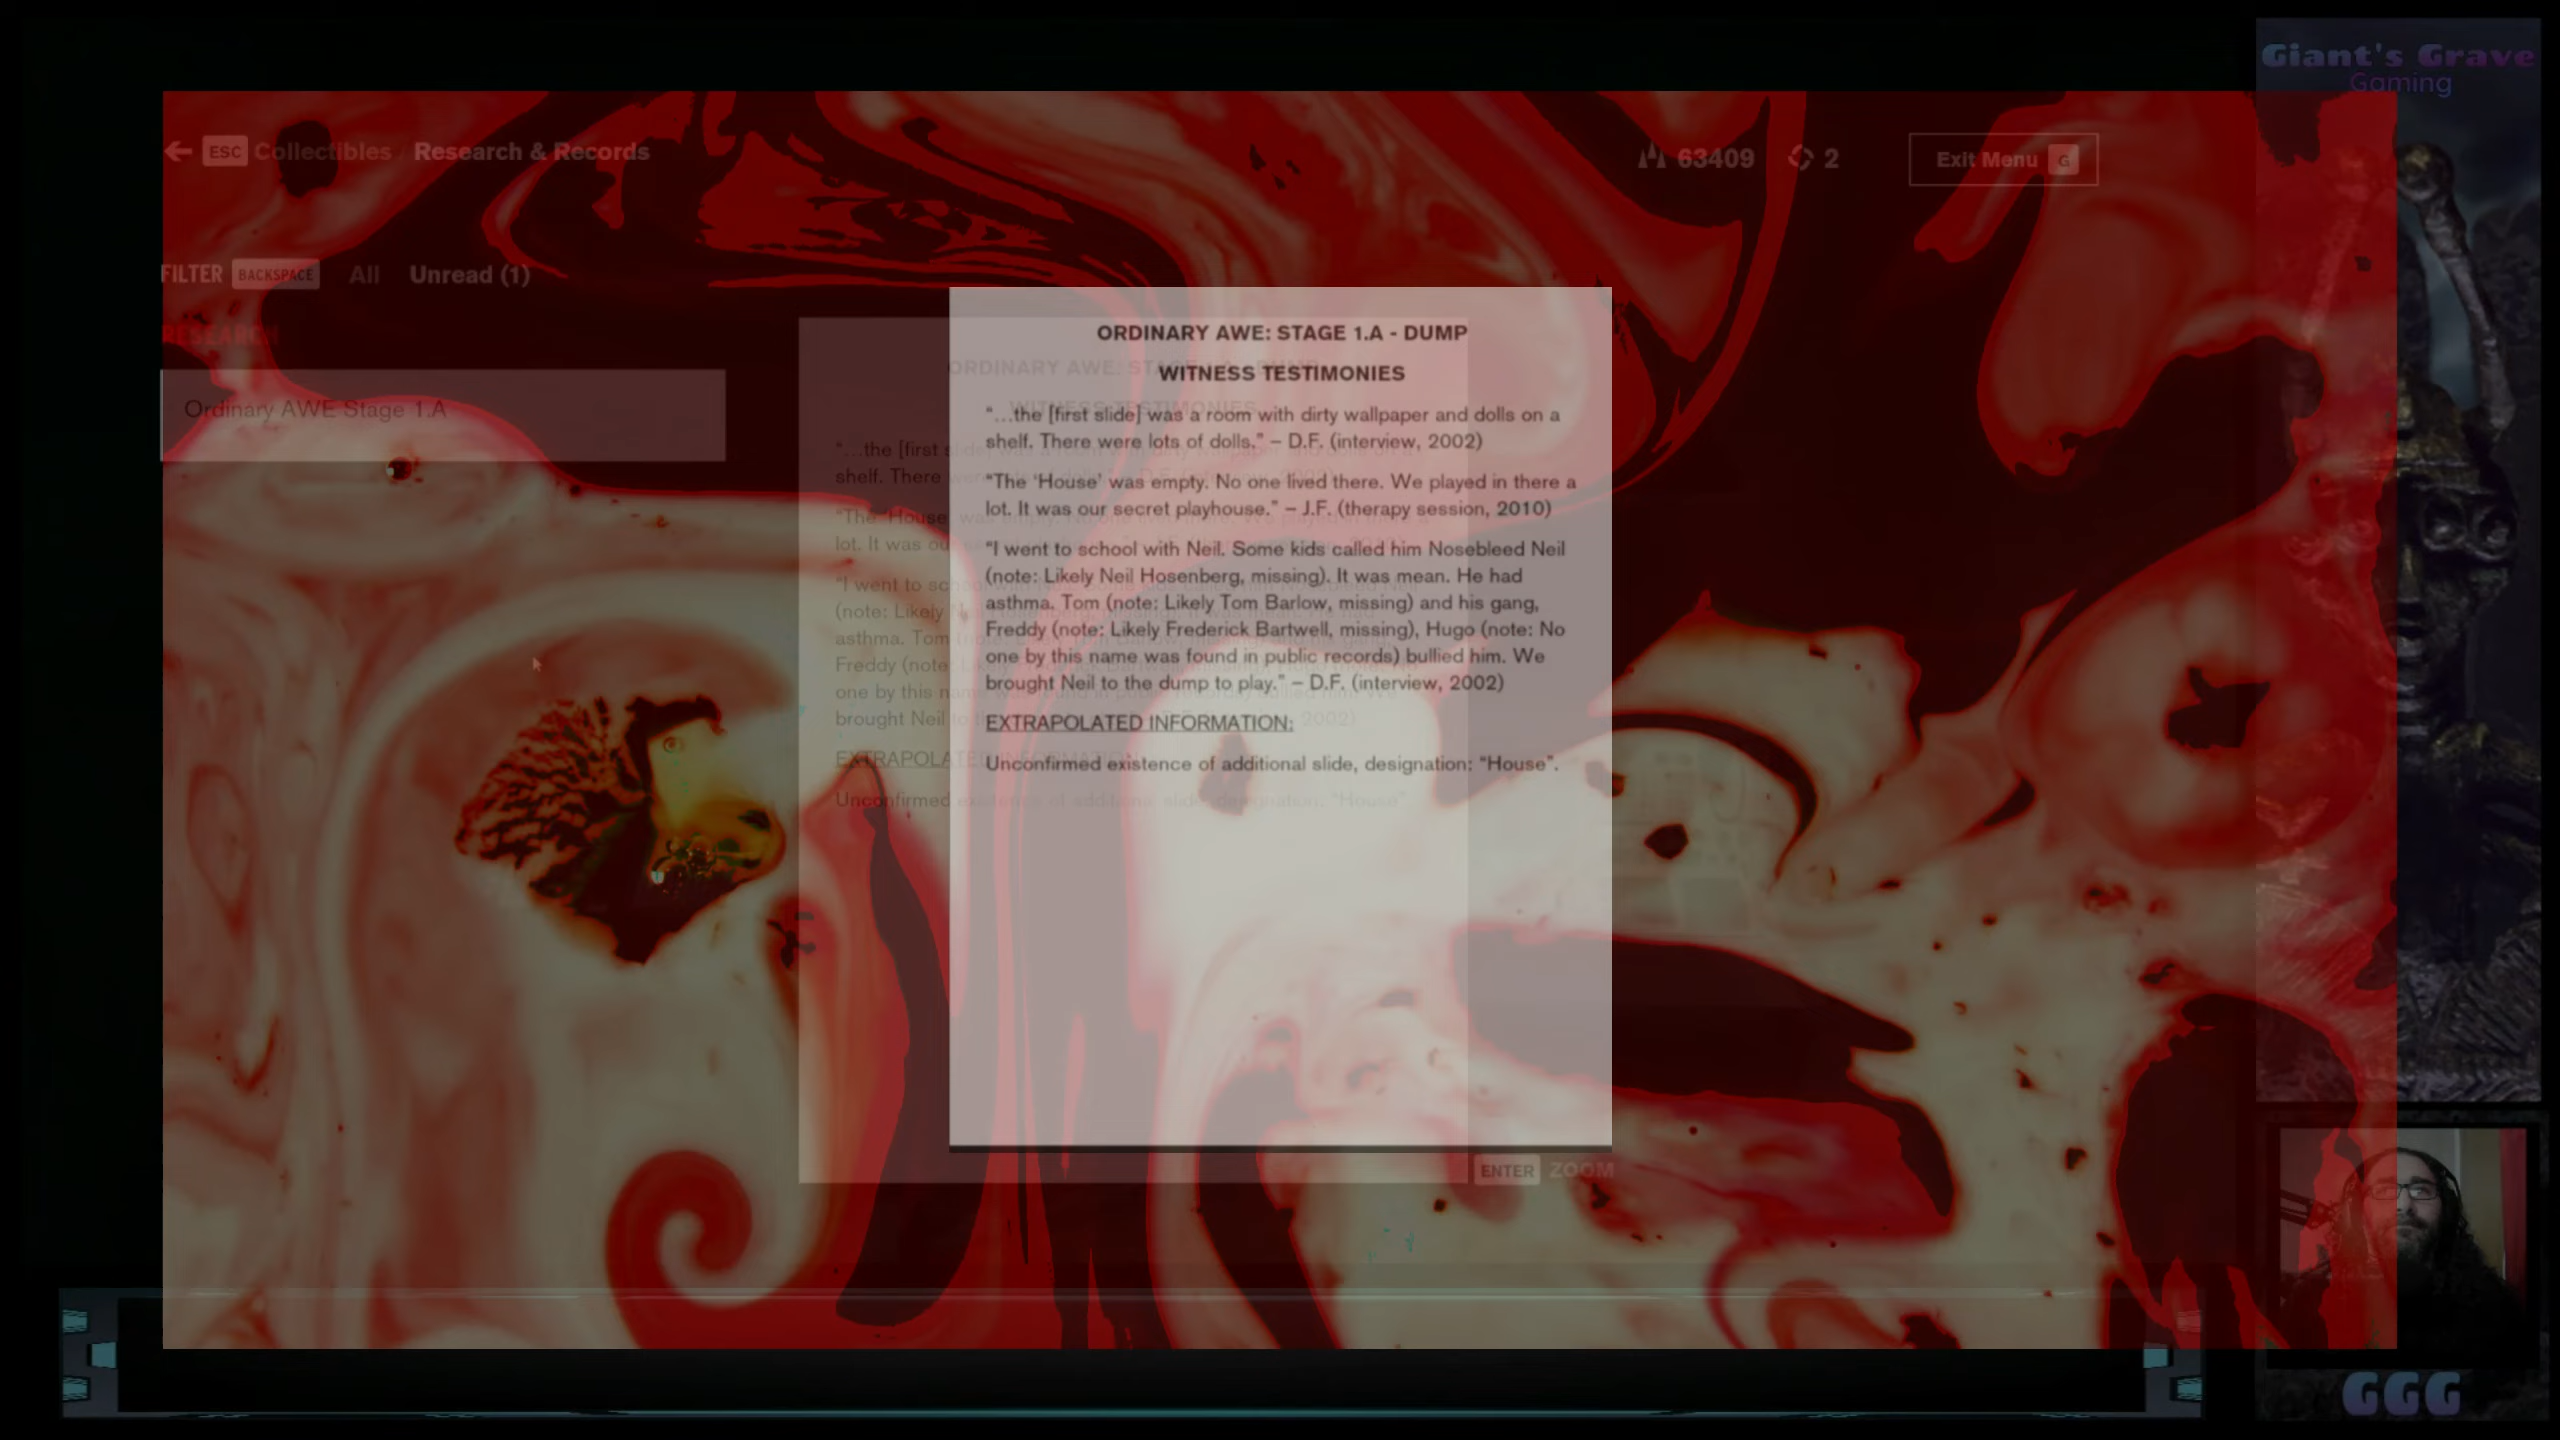 Giant's Grave
Gaming
ESC Collectibles / Research & Records
63409 2
Exit Menu G
FILTER BACKSPACE All Unread (1)
RESEARCH
Ordinary AWE Stage 1.A
ORDINARY AWE: STAGE 1.A - DUMP
WITNESS TESTIMONIES
“…the [first slide] was a room with dirty wallpaper and dolls on a
shelf. There were lots of dolls.” – D.F. (interview, 2002)
“The ‘House’ was empty. No one lived there. We played in there a
lot. It was our secret playhouse.” – J.F. (therapy session, 2010)
“I went to school with Neil. Some kids called him Nosebleed Neil
(note: Likely Neil Hosenberg, missing). It was mean. He had
asthma. Tom (note: Likely Tom Barlow, missing) and his gang,
Freddy (note: Likely Frederick Bartwell, missing), Hugo (note: No
one by this name was found in public records) bullied him. We
brought Neil to the dump to play.” – D.F. (interview, 2002)
EXTRAPOLATED INFORMATION:
Unconfirmed existence of additional slide, designation: “House”.
ENTER ZOOM
GGG